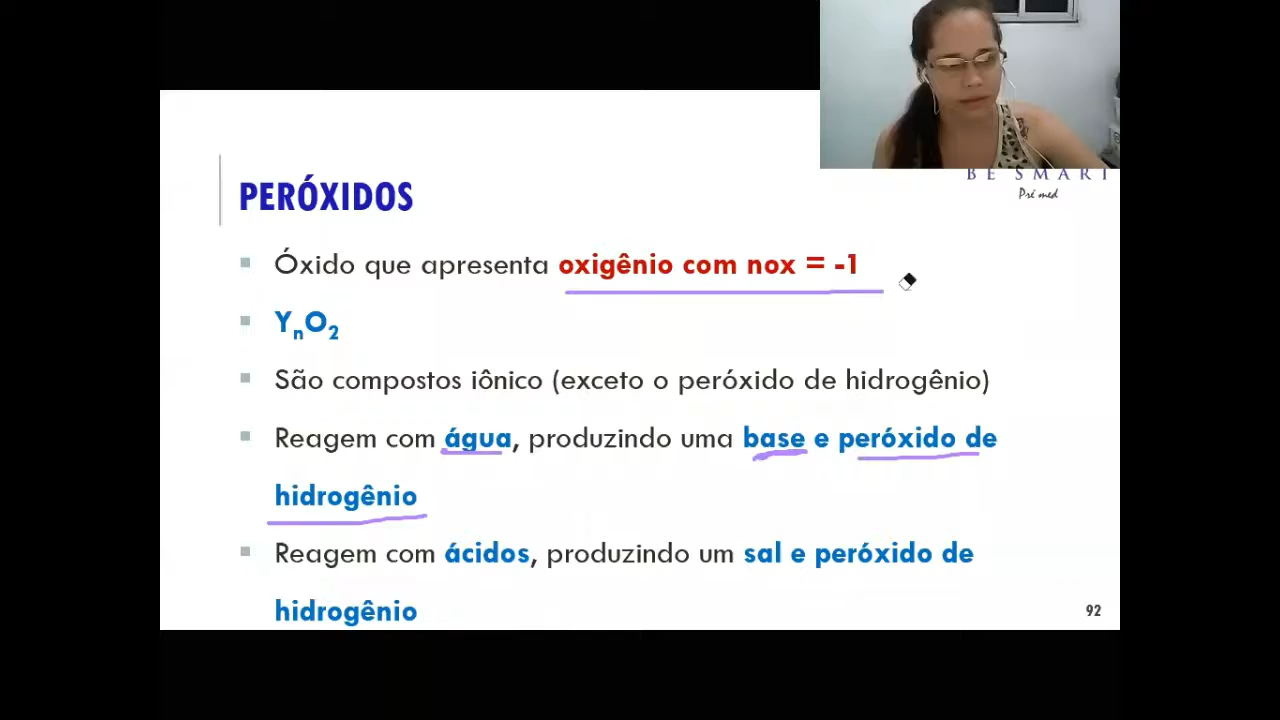 BE SMART
Pré med
PERÓXIDOS
Óxido que apresenta oxigênio com nox = -1
YnO2
São compostos iônico (exceto o peróxido de hidrogênio)
Reagem com água, produzindo uma base e peróxido de
hidrogênio
Reagem com ácidos, produzindo um sal e peróxido de
hidrogênio
92